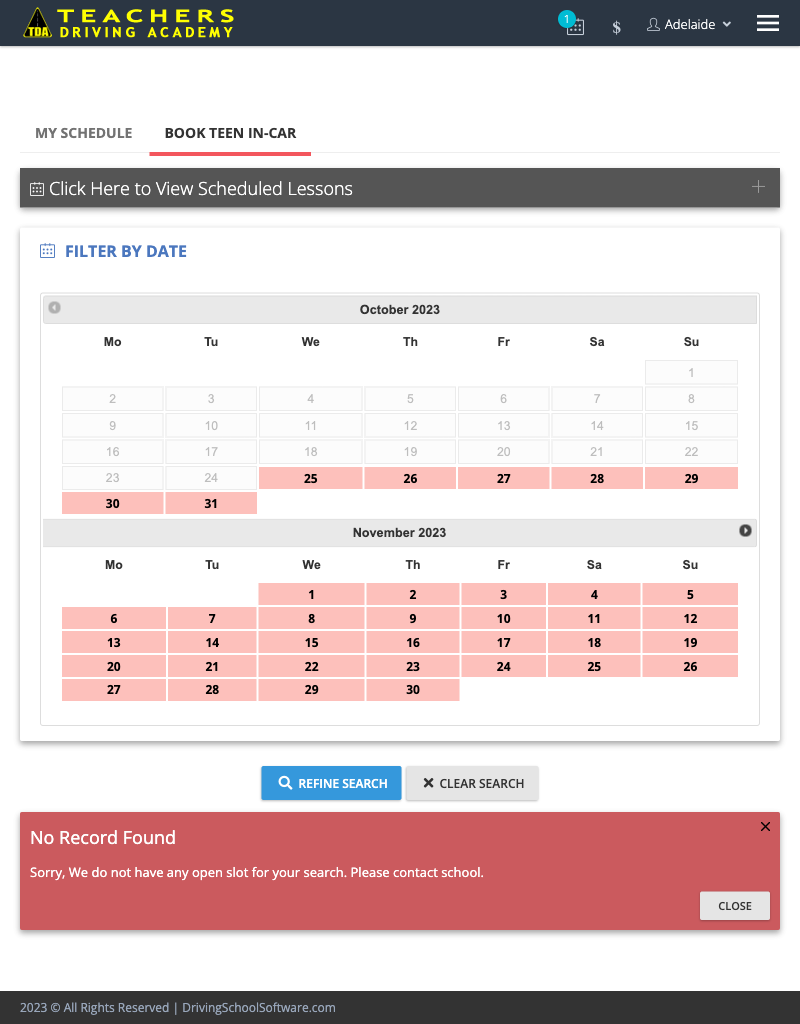 TDA TEACHERS
DRIVING ACADEMY
1
$
Adelaide
MY SCHEDULE BOOK TEEN IN-CAR
Click Here to View Scheduled Lessons
FILTER BY DATE
October 2023
Mo Tu We Th Fr Sa Su
1
2 3 4 5 6 7 8
9 10 11 12 13 14 15
16 17 18 19 20 21 22
23 24 25 26 27 28 29
30 31
November 2023
Mo Tu We Th Fr Sa Su
1 2 3 4 5
6 7 8 9 10 11 12
13 14 15 16 17 18 19
20 21 22 23 24 25 26
27 28 29 30
REFINE SEARCH CLEAR SEARCH
No Record Found
Sorry, We do not have any open slot for your search. Please contact school.
CLOSE
2023 © All Rights Reserved | DrivingSchoolSoftware.com